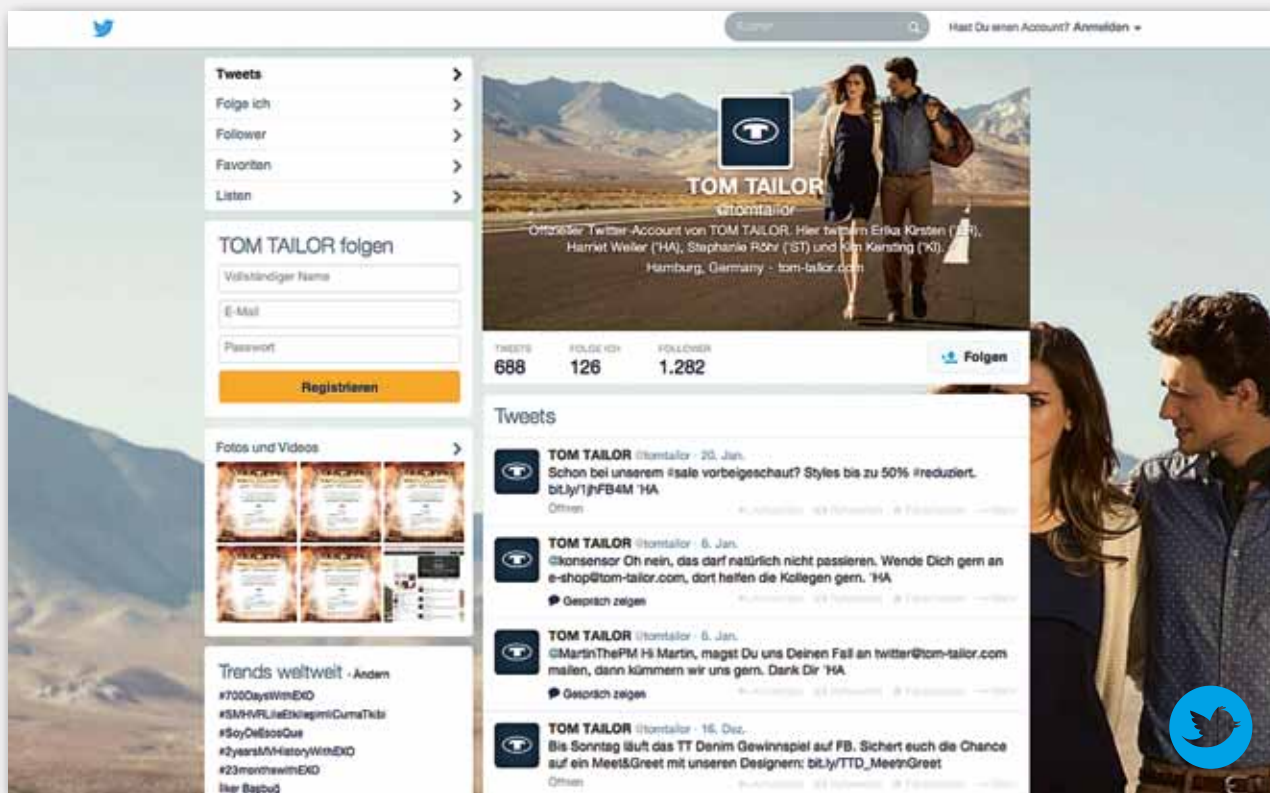 Hast Du einen Account? Anmelden
Tweets
Folge ich
Follower
Favoriten
Listen
TOM TAILOR folgen
Vollständiger Name
E-Mail
Passwort
Registrieren
Fotos und Videos
Trends weltweit · Ändern
#700DaysWithEXO
#SoyDeEsosQue
#2yearsMVHistoryWithEXO
#23monthswithEXO
İlker Başbuğ
TOM TAILOR
@tomtailor
Offizieller Twitter-Account von TOM TAILOR. Hier twittern Erika Kirsten (*ER),
Harriet Weiler (*HA), Stephanie Röhr (*ST) und Kim Kersting (*KI).
Hamburg, Germany · tom-tailor.com
TWEETS
688
FOLGE ICH
126
FOLLOWER
1.282
Folgen
Tweets
TOM TAILOR @tomtailor · 20. Jan.
Schon bei unserem #sale vorbeigeschaut? Styles bis zu 50% #reduziert.
bit.ly/1jhFB4M *HA
Öffnen
TOM TAILOR @tomtailor · 6. Jan.
@konsensor Oh nein, das darf natürlich nicht passieren. Wende Dich gern an
e-shop@tom-tailor.com, dort helfen die Kollegen gern. *HA
Gespräch zeigen
TOM TAILOR @tomtailor · 6. Jan.
@MartinThePM Hi Martin, magst Du uns Deinen Fall an twitter@tom-tailor.com
mailen, dann kümmern wir uns gern. Dank Dir *HA
Gespräch zeigen
TOM TAILOR @tomtailor · 16. Dez.
Bis Sonntag läuft das TT Denim Gewinnspiel auf FB. Sichert euch die Chance
auf ein Meet&Greet mit unseren Designern: bit.ly/TTD_MeetnGreet
Öffnen